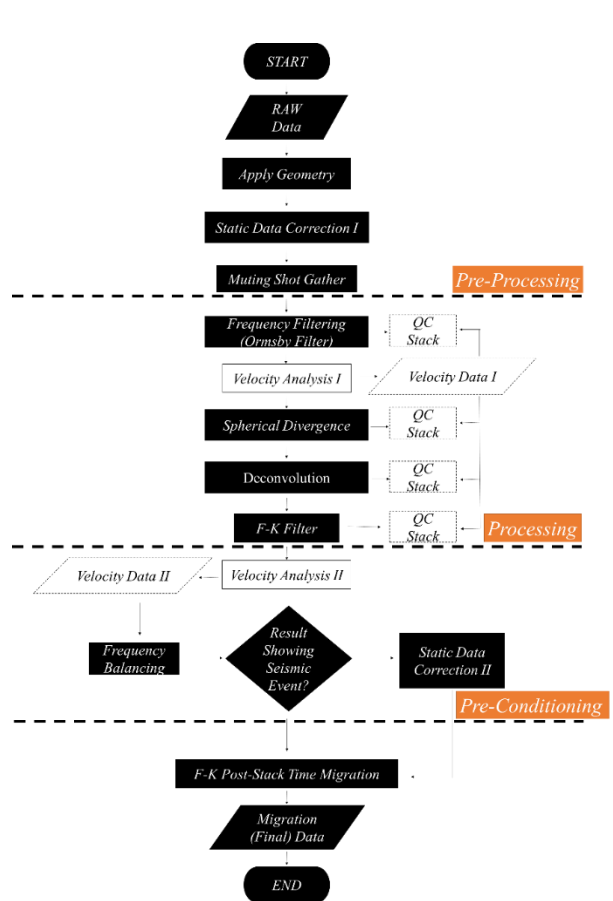 START
RAW
Data
Apply Geometry
Static Data Correction I
Muting Shot Gather
Pre-Processing
Frequency Filtering
(Ormsby Filter)
QC
Stack
Velocity Analysis I
Velocity Data I
Spherical Divergence
QC
Stack
Deconvolution
QC
Stack
F-K Filter
QC
Stack
Processing
Velocity Data II
Velocity Analysis II
Frequency
Balancing
Result
Showing
Seismic
Event?
Static Data
Correction II
Pre-Conditioning
F-K Post-Stack Time Migration
Migration
(Final) Data
END